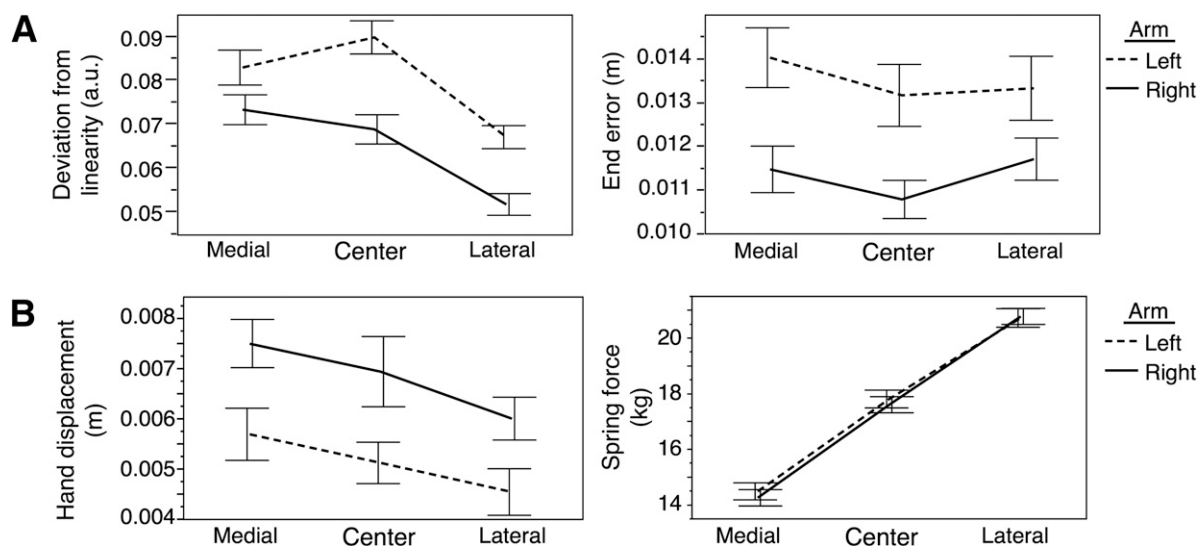 A
Deviation from
linearity (a.u.)
0.09
0.08
0.07
0.06
0.05
Medial
Center
Lateral
End error (m)
0.014
0.013
0.012
0.011
0.010
Medial
Center
Lateral
Arm
Left
Right
B
Hand displacement
(m)
0.008
0.007
0.006
0.005
0.004
Medial
Center
Lateral
Spring force
(kg)
20
18
16
14
Medial
Center
Lateral
Arm
Left
Right